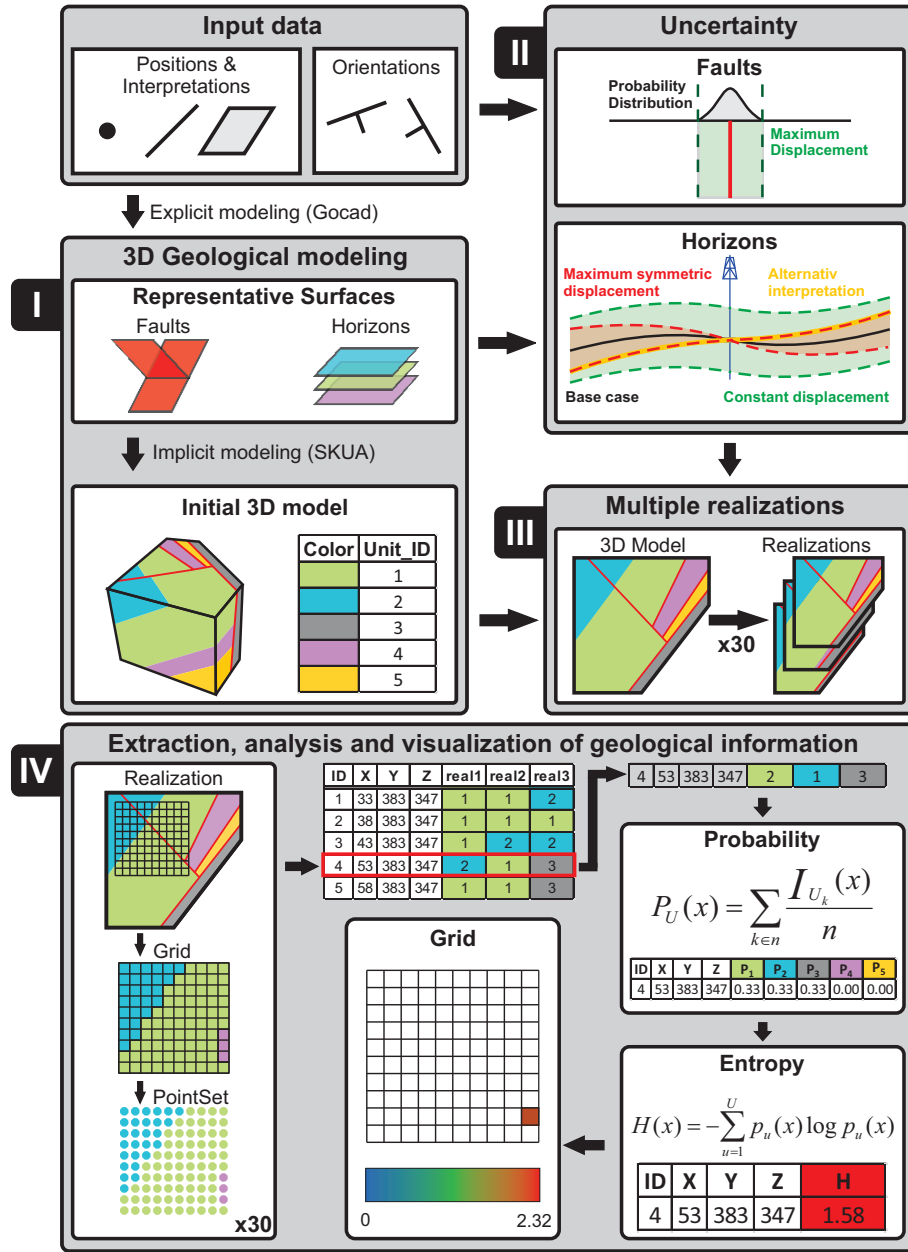 Input data
Positions &
Interpretations
Orientations
II
Uncertainty
Faults
Probability
Distribution
Maximum
Displacement
Explicit modeling (Gocad)
I
3D Geological modeling
Representative Surfaces
Faults
Horizons
Horizons
Maximum symmetric
displacement
Alternativ
interpretation
Base case
Constant displacement
Implicit modeling (SKUA)
Initial 3D model
Color Unit_ID
1
2
3
4
5
III
Multiple realizations
3D Model
Realizations
x30
IV
Extraction, analysis and visualization of geological information
Realization
Grid
PointSet
x30
ID X Y Z real1 real2 real3
1 33 383 347 1 1 2
2 38 383 347 1 1 1
3 43 383 347 1 2 2
4 53 383 347 2 1 3
5 58 383 347 1 1 3
4 53 383 347 2 1 3
Probability
P_U(x) = ∑_{k∈n} I_{U_k}(x) / n
ID X Y Z P1 P2 P3 P4 P5
4 53 383 347 0.33 0.33 0.33 0.00 0.00
Entropy
H(x) = −∑_{u=1}^{U} p_u(x) log p_u(x)
ID X Y Z H
4 53 383 347 1.58
Grid
0 2.32